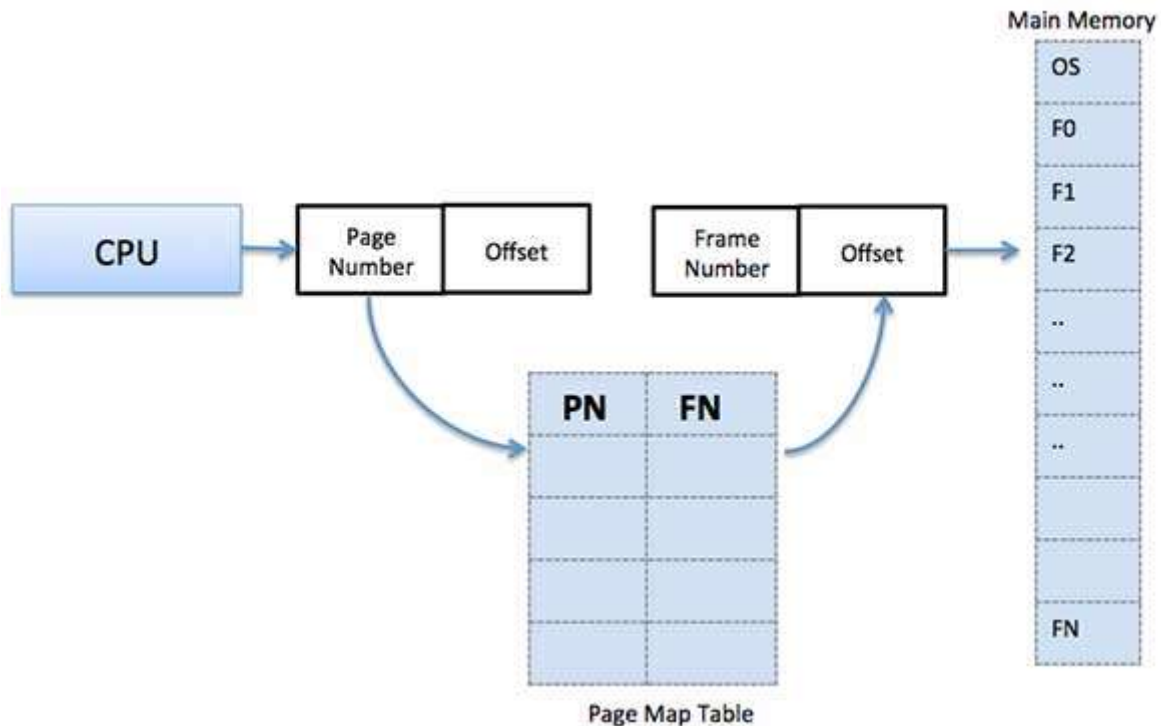 Main Memory
OS
F0
F1
F2
..
..
..
FN
CPU
Page
Number
Offset
Frame
Number
Offset
PN FN
Page Map Table